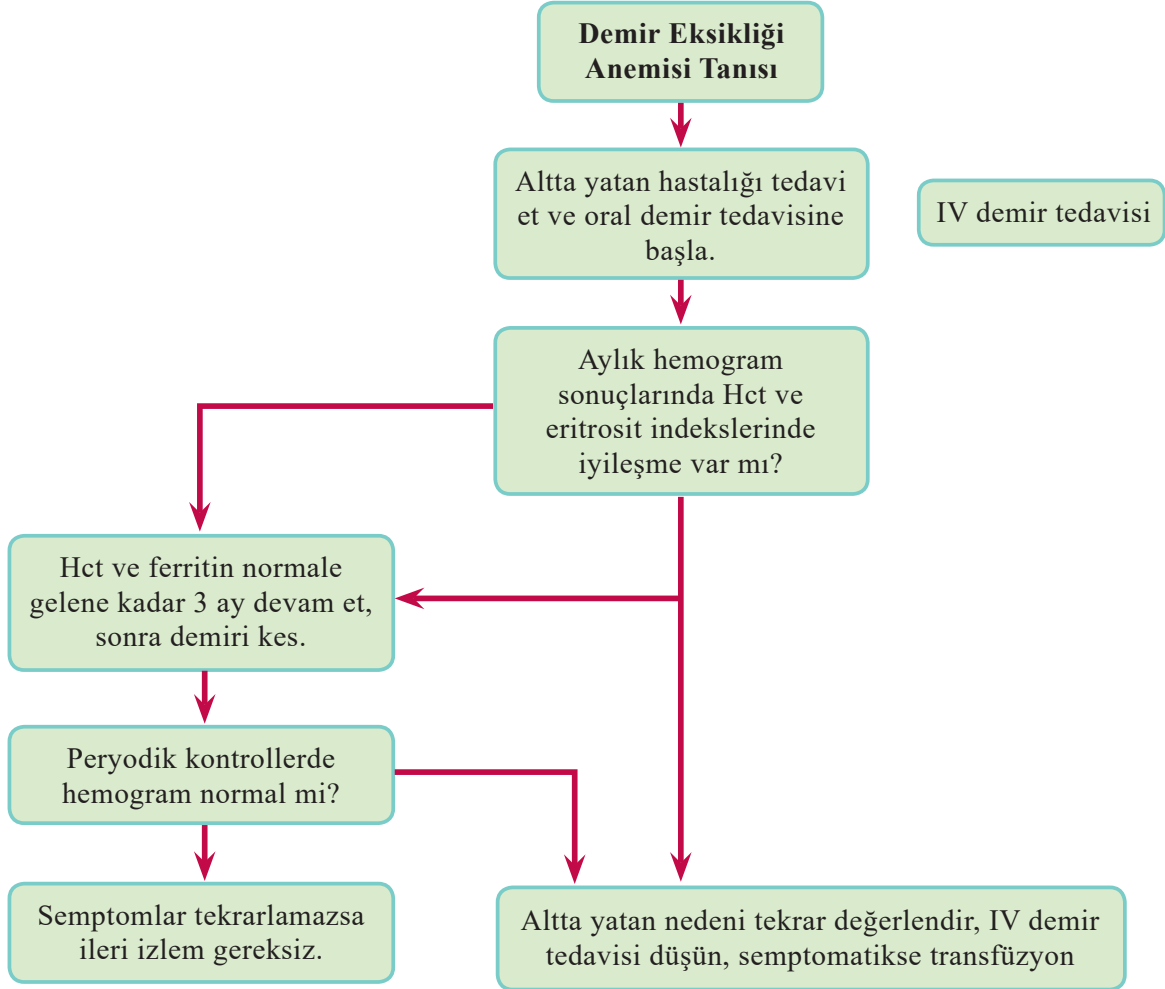 Demir Eksikliği
Anemisi Tanısı
Altta yatan hastalığı tedavi
et ve oral demir tedavisine
başla.
IV demir tedavisi
Aylık hemogram
sonuçlarında Hct ve
eritrosit indekslerinde
iyileşme var mı?
Hct ve ferritin normale
gelene kadar 3 ay devam et,
sonra demiri kes.
Peryodik kontrollerde
hemogram normal mi?
Semptomlar tekrarlamazsa
ileri izlem gereksiz.
Altta yatan nedeni tekrar değerlendir, IV demir
tedavisi düşün, semptomatikse transfüzyon